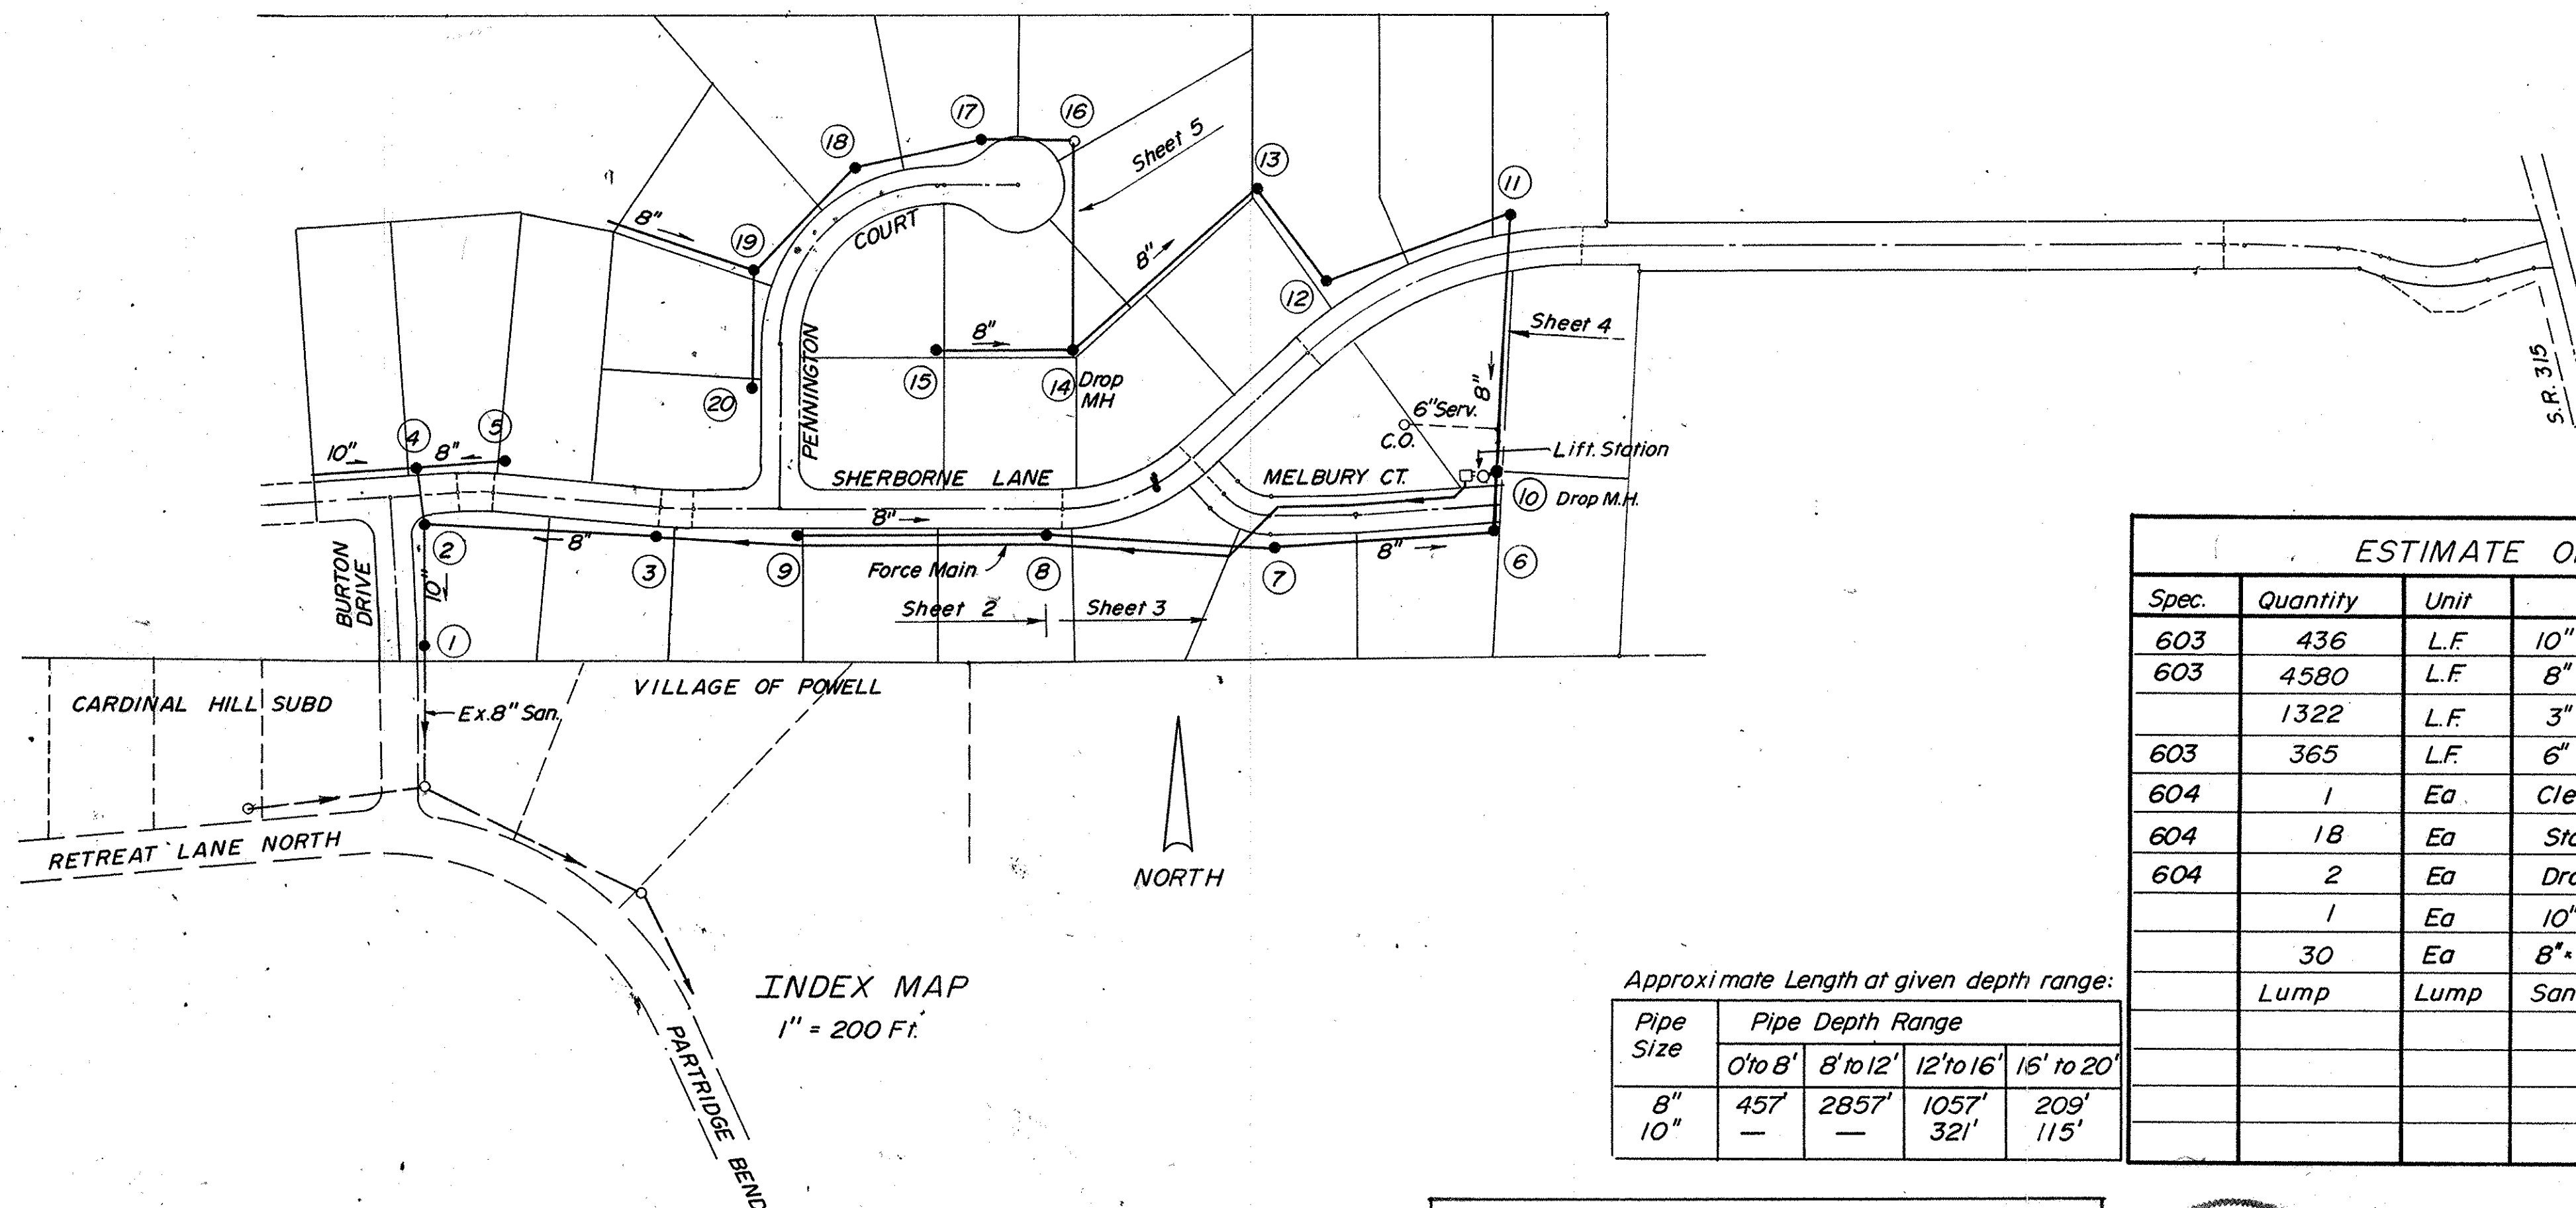 17
16
18
Sheet 5
13
11
8"
19
COURT
8"
12
Sheet 4
S.R. 315
8"
PENNINGTON
8"
15
14
Drop
MH
20
6"Serv.
C.O.
4
5
10"
8"
Lift Station
SHERBORNE LANE
MELBURY CT.
10
Drop M.H.
8"
2
8"
3
9
Force Main
8
7
8"
6
BURTON
DRIVE
10"
Sheet 2
Sheet 3
1
VILLAGE OF POWELL
CARDINAL HILL SUBD
Ex.8" San.
RETREAT LANE NORTH
NORTH
INDEX MAP
1" = 200 Ft.
PARTRIDGE BEND
Approximate Length at given depth range:
Pipe Size Pipe Depth Range
0'to 8' 8' to 12' 12'to 16' 16' to 20'
8" 457' 2857' 1057' 209'
10" — — 321' 115'
ESTIMATE
Spec. Quantity Unit
603 436 L.F. 10"
603 4580 L.F. 8"
1322 L.F. 3"
603 365 L.F. 6"
604 1 Ea. Cle
604 18 Ea Sta
604 2 Ea Dro
1 Ea 10"
30 Ea 8"
Lump Lump San